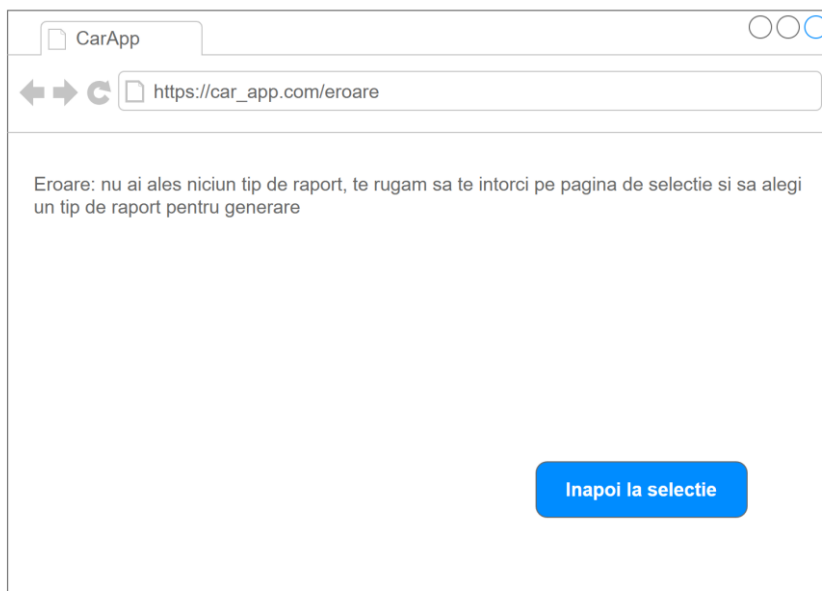 CarApp
https://car_app.com/eroare
Eroare: nu ai ales niciun tip de raport, te rugam sa te intorci pe pagina de selectie si sa alegi
un tip de raport pentru generare
Inapoi la selectie